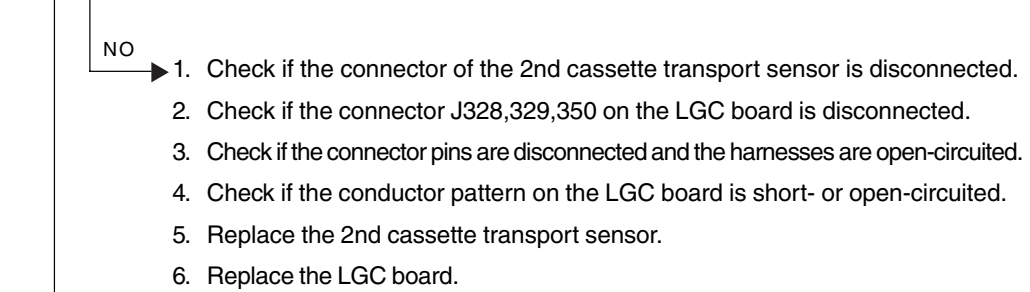 NO
1. Check if the connector of the 2nd cassette transport sensor is disconnected.
2. Check if the connector J328,329,350 on the LGC board is disconnected.
3. Check if the connector pins are disconnected and the harnesses are open-circuited.
4. Check if the conductor pattern on the LGC board is short- or open-circuited.
5. Replace the 2nd cassette transport sensor.
6. Replace the LGC board.